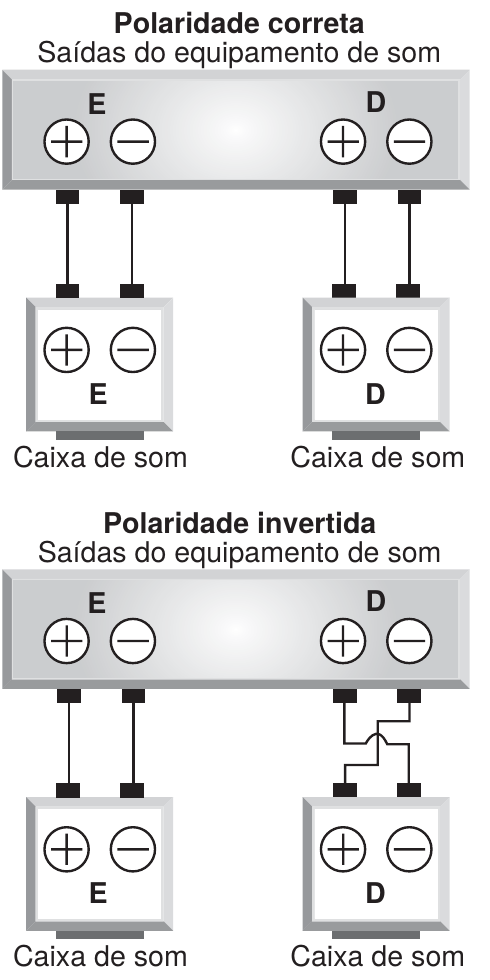 Polaridade correta
Saídas do equipamento de som
E D
+ − + −
+ − + −
E D
Caixa de som Caixa de som
Polaridade invertida
Saídas do equipamento de som
E D
+ − + −
+ − + −
E D
Caixa de som Caixa de som